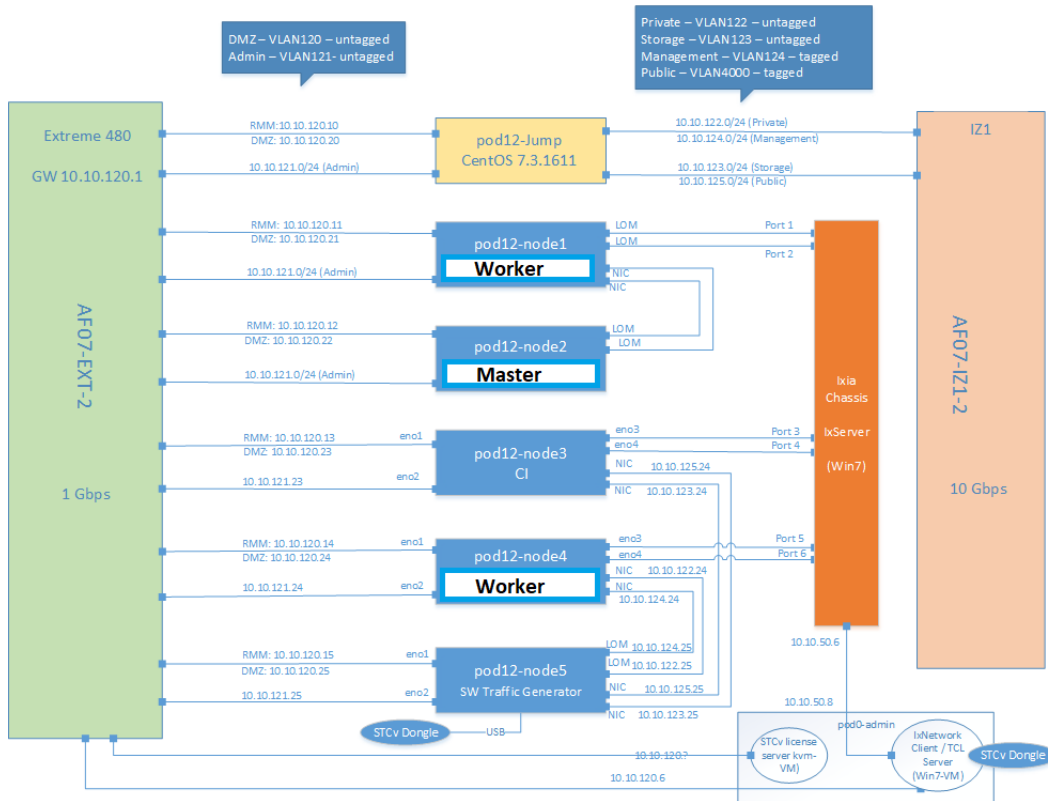 DMZ – VLAN120 – untagged
Admin – VLAN121- untagged
Private – VLAN122 – untagged
Storage – VLAN123 – untagged
Management – VLAN124 – tagged
Public – VLAN4000 – tagged
Extreme 480
GW 10.10.120.1
AF07-EXT-2
1 Gbps
RMM:10.10.120.10
DMZ: 10.10.120.20
10.10.121.0/24 (Admin)
pod12-Jump
CentOS 7.3.1611
10.10.122.0/24 (Private)
10.10.124.0/24 (Management)
10.10.123.0/24 (Storage)
10.10.125.0/24 (Public)
IZ1
AF07-IZ1-2
10 Gbps
RMM: 10.10.120.11
DMZ: 10.10.120.21
10.10.121.0/24 (Admin)
pod12-node1
Worker
LOM
LOM
NIC
NIC
Port 1
Port 2
RMM: 10.10.120.12
DMZ: 10.10.120.22
10.10.121.0/24 (Admin)
pod12-node2
Master
LOM
LOM
Ixia
Chassis
IxServer
(Win7)
RMM: 10.10.120.13
DMZ: 10.10.120.23
eno1
10.10.121.23
eno2
pod12-node3
CI
eno3
eno4
Port 3
Port 4
NIC
10.10.125.24
NIC
10.10.123.24
RMM: 10.10.120.14
DMZ: 10.10.120.24
eno1
10.10.121.24
eno2
pod12-node4
Worker
eno3
eno4
Port 5
Port 6
NIC
10.10.122.24
NIC
10.10.124.24
RMM: 10.10.120.15
DMZ: 10.10.120.25
eno1
10.10.121.25
eno2
pod12-node5
SW Traffic Generator
LOM
10.10.124.25
LOM
10.10.122.25
NIC
10.10.125.25
NIC
10.10.123.25
10.10.50.6
10.10.50.8
pod0-admin
STCv Dongle
USB
STCv license
server kvm-
VM)
IxNetwork
Client / TCL
Server
(Win7-VM)
STCv Dongle
10.10.120.?
10.10.120.6